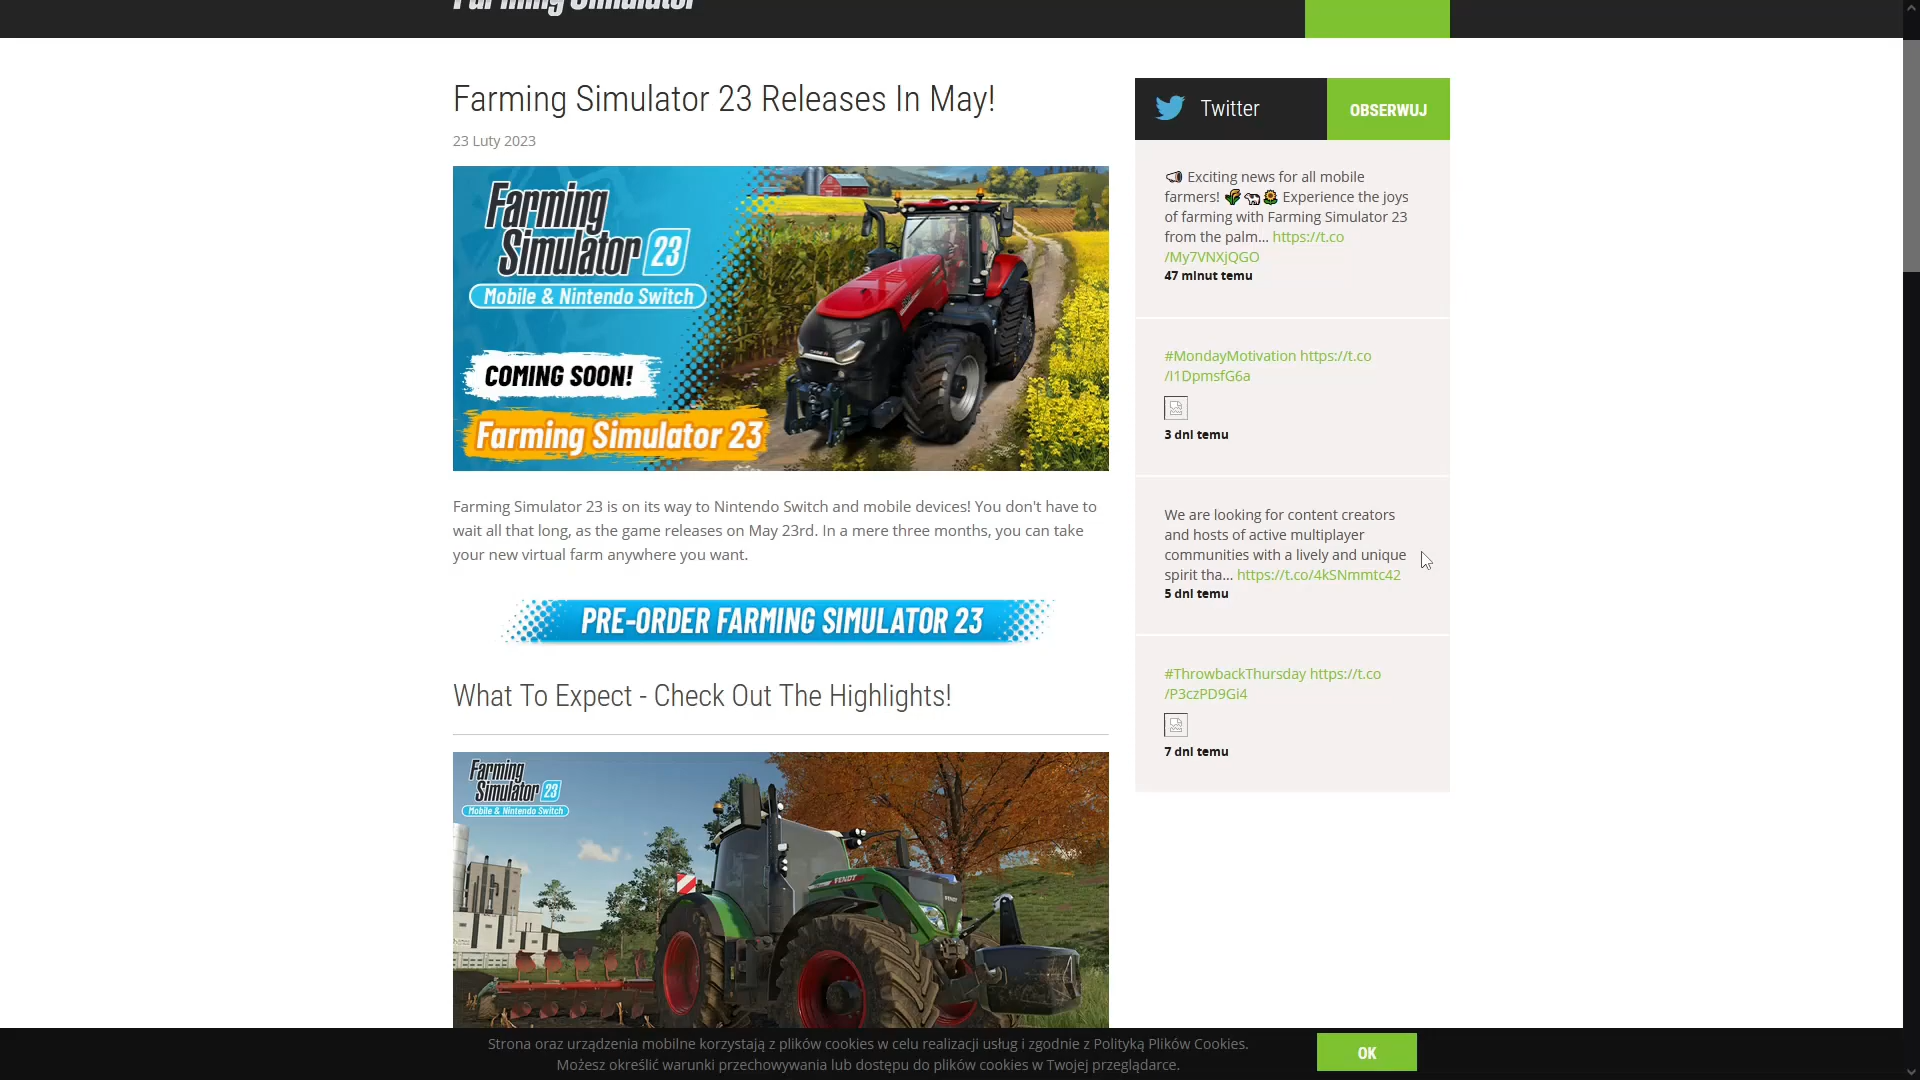 Farming Simulator
Farming Simulator 23 Releases In May!
23 Luty 2023
Farming
Simulator 23
Mobile & Nintendo Switch
COMING SOON!
Farming Simulator 23
Farming Simulator 23 is on its way to Nintendo Switch and mobile devices! You don't have to
wait all that long, as the game releases on May 23rd. In a mere three months, you can take
your new virtual farm anywhere you want.
PRE-ORDER FARMING SIMULATOR 23
What To Expect - Check Out The Highlights!
Farming
Simulator 23
Mobile & Nintendo Switch
FENDT
Twitter
OBSERWUJ
📣 Exciting news for all mobile
farmers! 🌾🐄🌻 Experience the joys
of farming with Farming Simulator 23
from the palm... https://t.co
/My7VNXjQGO
47 minut temu
#MondayMotivation https://t.co
/I1DpmsfG6a
3 dni temu
We are looking for content creators
and hosts of active multiplayer
communities with a lively and unique
spirit tha... https://t.co/4kSNmmtc42
5 dni temu
#ThrowbackThursday https://t.co
/P3czPD9Gi4
7 dni temu
Strona oraz urządzenia mobilne korzystają z plików cookies w celu realizacji usług i zgodnie z Polityką Plików Cookies.
Możesz określić warunki przechowywania lub dostępu do plików cookies w Twojej przeglądarce.
OK